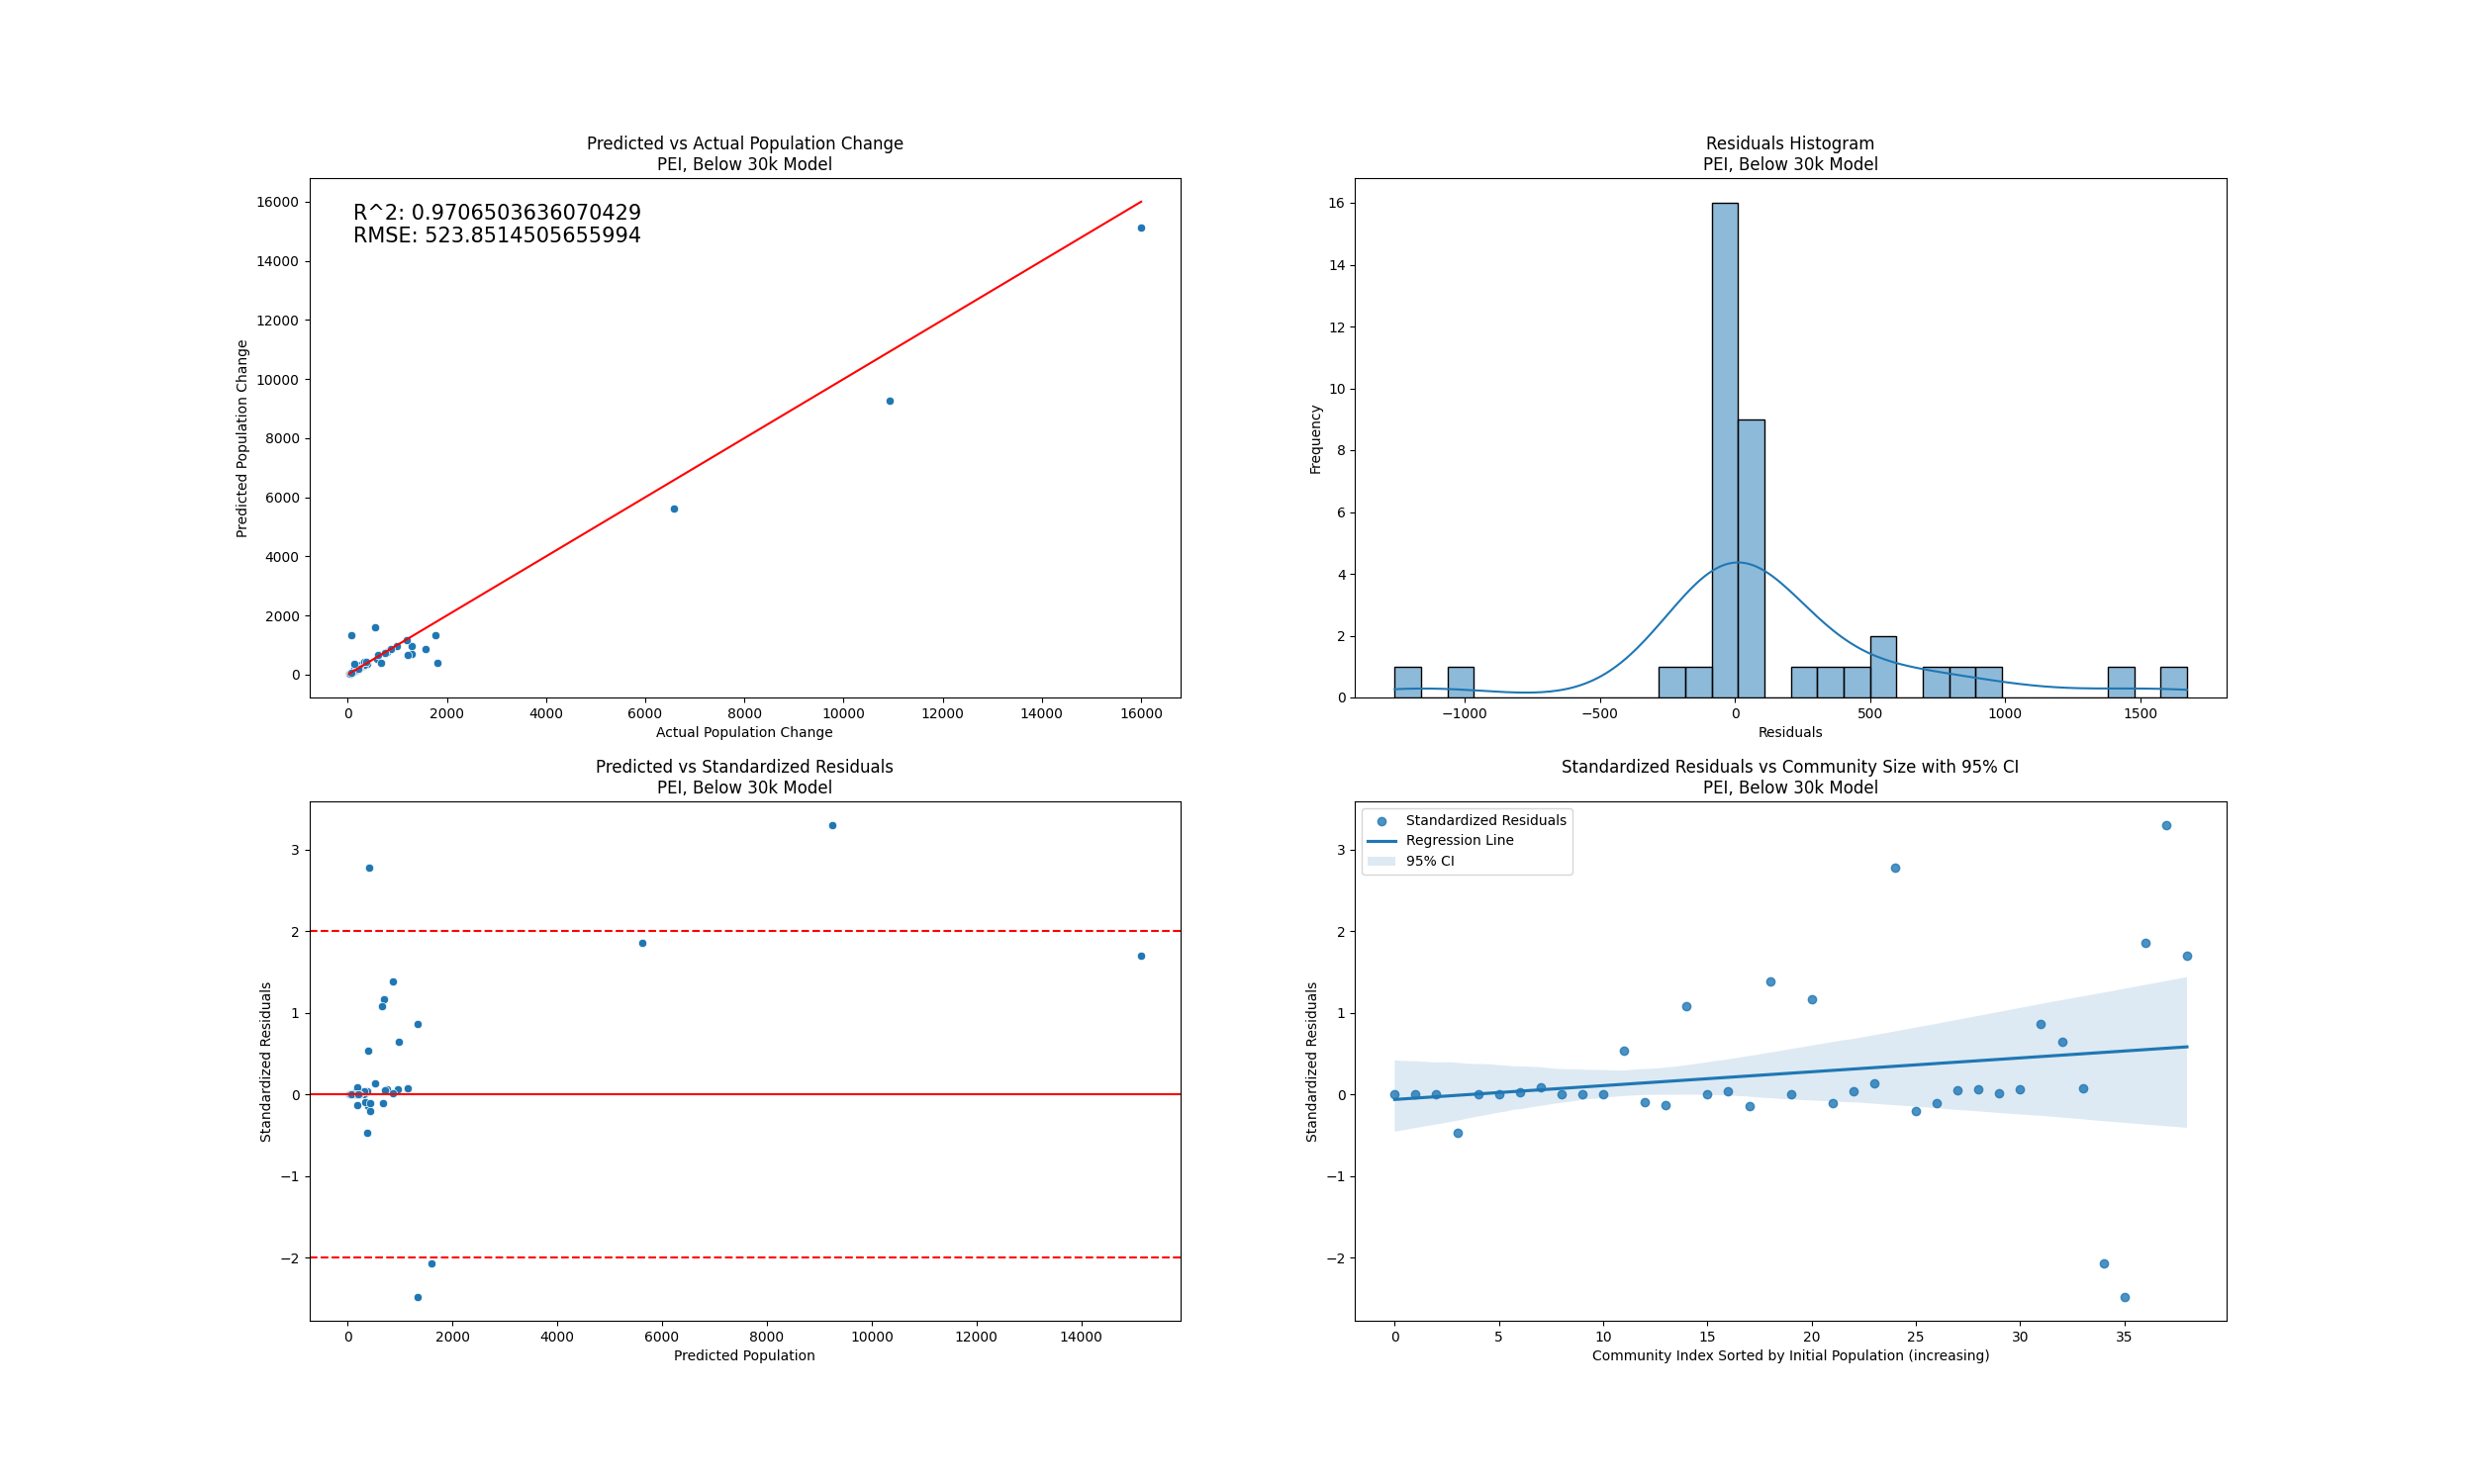 Predicted vs Actual Population Change
PEI, Below 30k Model
R^2: 0.9706503636070429
RMSE: 523.8514505655994
16000
14000
12000
10000
8000
6000
4000
2000
0
Predicted Population Change
0 2000 4000 6000 8000 10000 12000 14000 16000
Actual Population Change
Residuals Histogram
PEI, Below 30k Model
16
14
12
10
8
6
4
2
0
Frequency
−1000 −500 0 500 1000 1500
Residuals
Predicted vs Standardized Residuals
PEI, Below 30k Model
3
2
1
0
−1
−2
Standardized Residuals
0 2000 4000 6000 8000 10000 12000 14000
Predicted Population
Standardized Residuals vs Community Size with 95% CI
PEI, Below 30k Model
Standardized Residuals
Regression Line
95% CI
3
2
1
0
−1
−2
Standardized Residuals
0 5 10 15 20 25 30 35
Community Index Sorted by Initial Population (increasing)